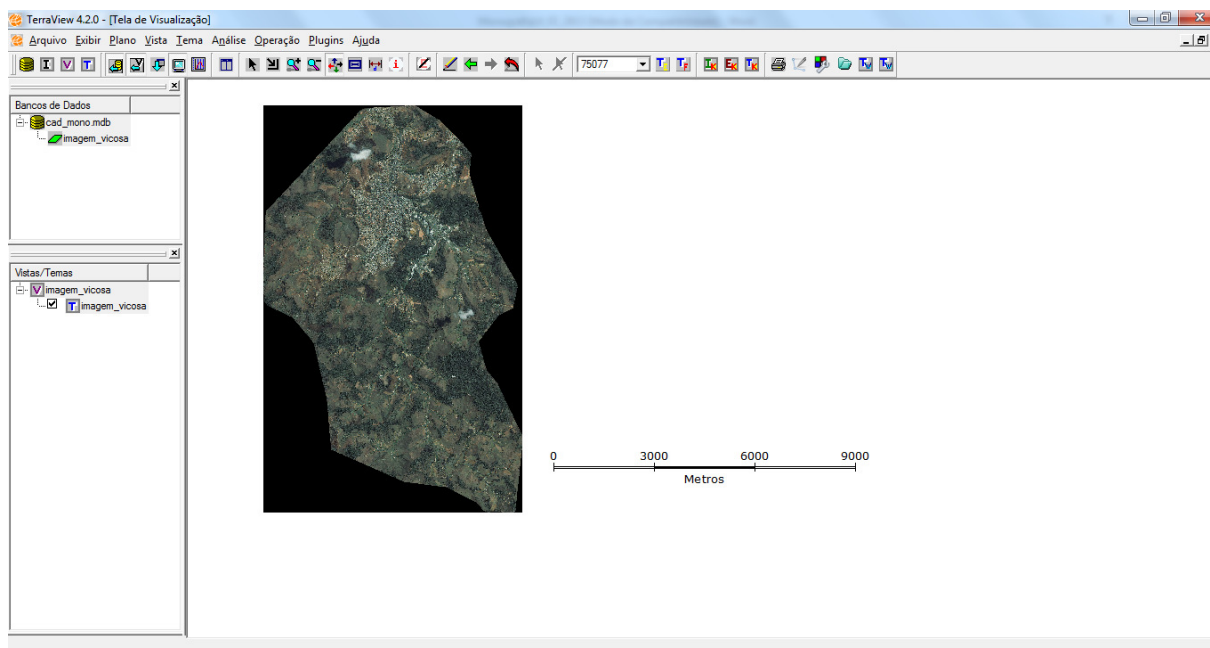 TerraView 4.2.0 - [Tela de Visualização]
Arquivo Exibir Plano Vista Tema Análise Operação Plugins Ajuda
75077
Bancos de Dados
cad_mono.mdb
imagem_vicosa
Vistas/Temas
imagem_vicosa
imagem_vicosa
0 3000 6000 9000
Metros